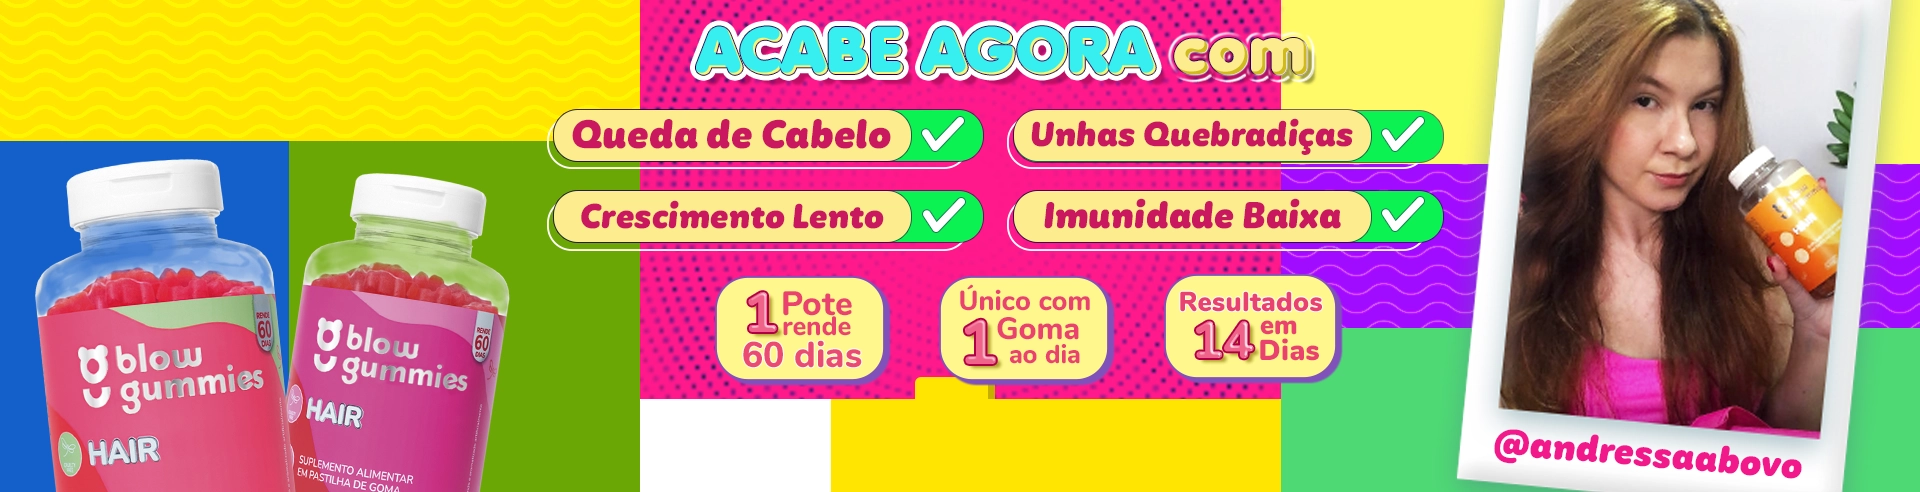 ACABE AGORA com
Queda de Cabelo
Unhas Quebradiças
Crescimento Lento
Imunidade Baixa
1 Pote
rende
60 dias
Único com
1 Goma
ao dia
Resultados
14 em
Dias
RENDE
60
DIAS
blow
gummies
HAIR
RENDE
60
DIAS
blow
gummies
HAIR
SUPLEMENTO ALIMENTAR
EM PASTILHA DE GOMA
@andressaabovo